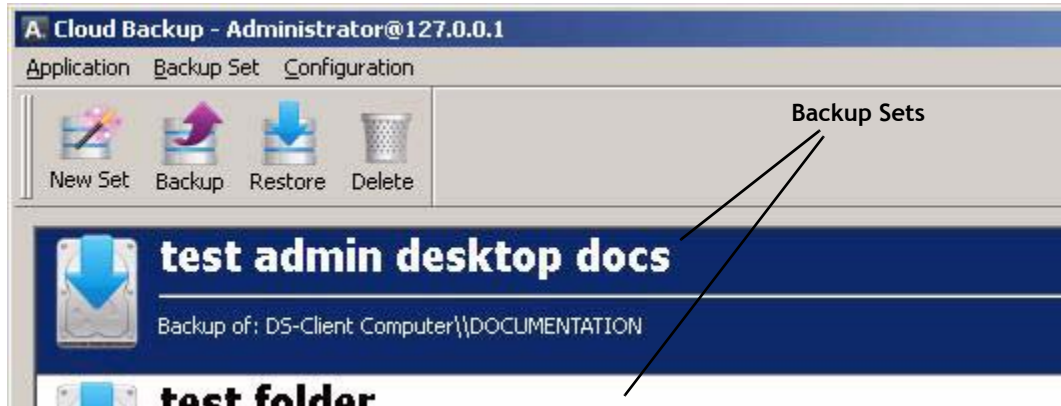 A. Cloud Backup - Administrator@127.0.0.1
Application Backup Set Configuration
New Set Backup Restore Delete
Backup Sets
test admin desktop docs
Backup of: DS-Client Computer\\DOCUMENTATION
test folder